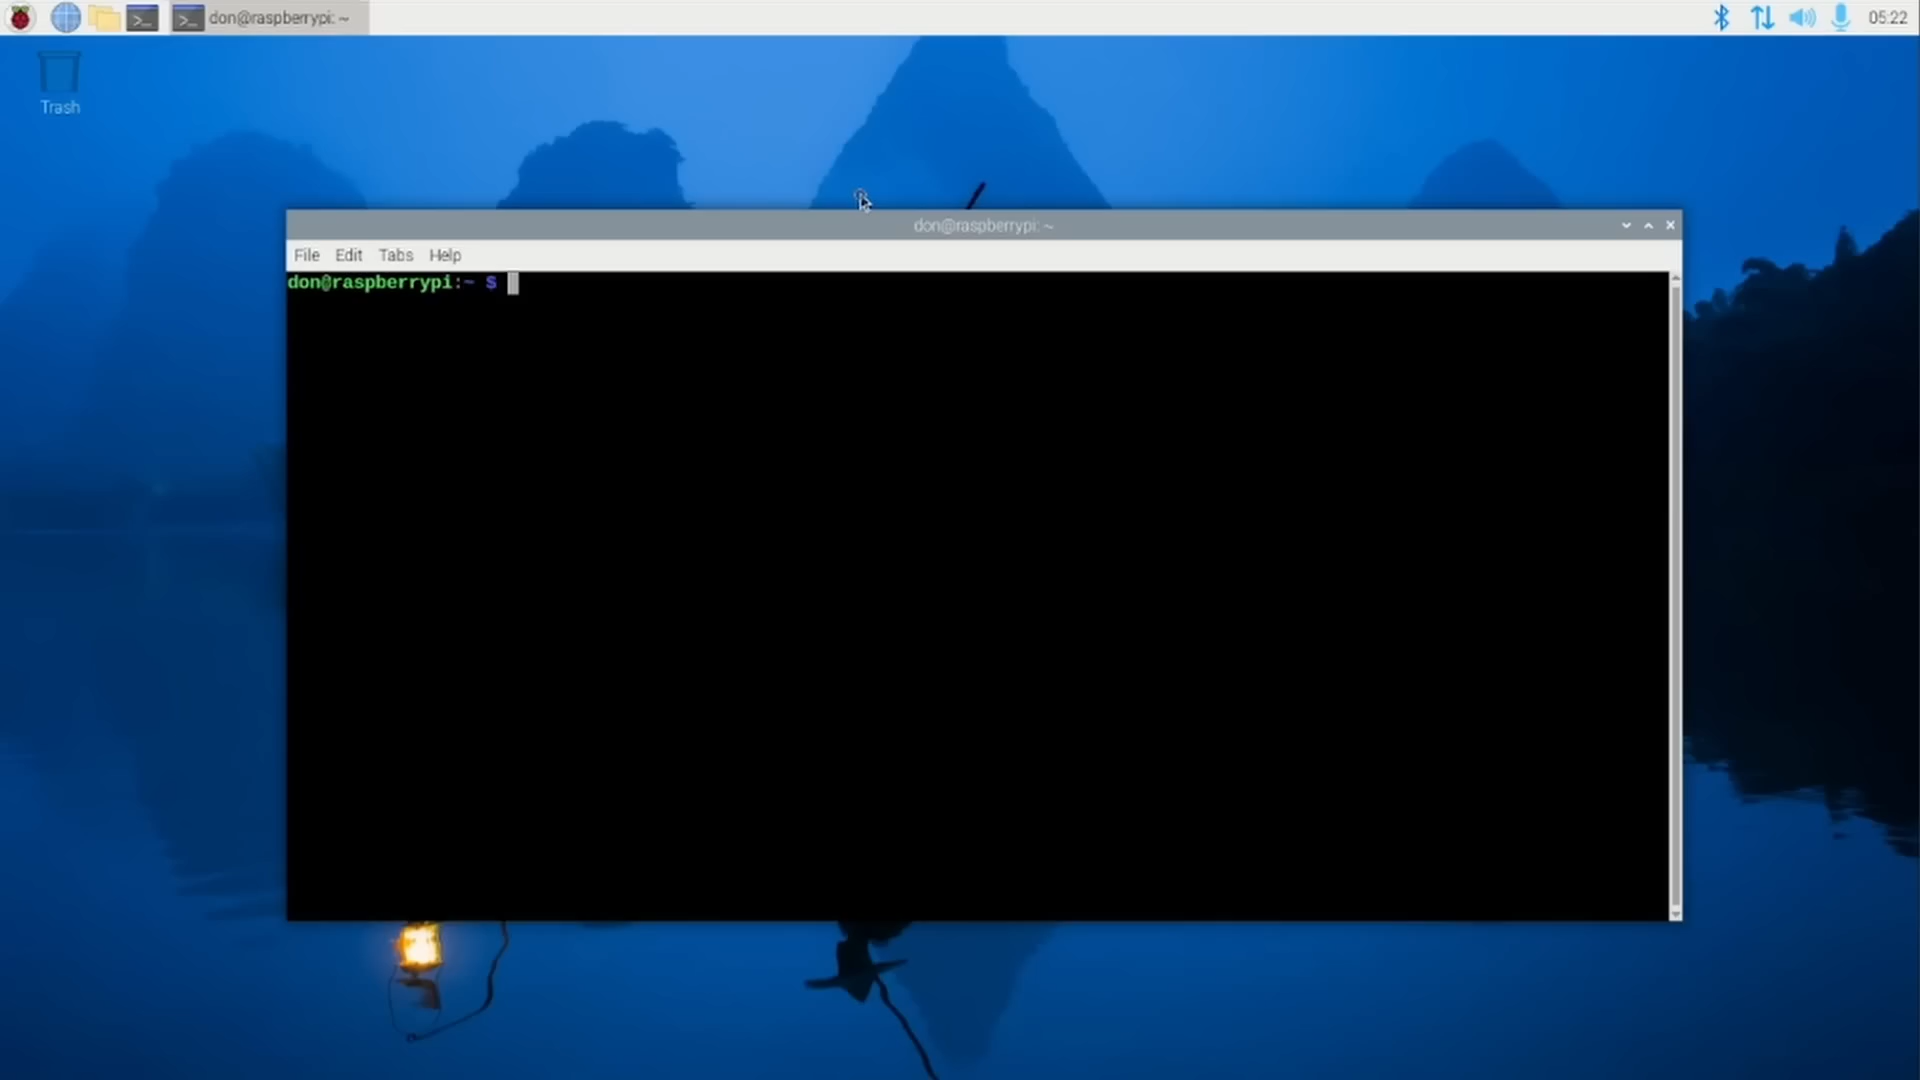 don@raspberrypi: ~
05:22
Trash
don@raspberrypi: ~
File Edit Tabs Help
don@raspberrypi:~ $